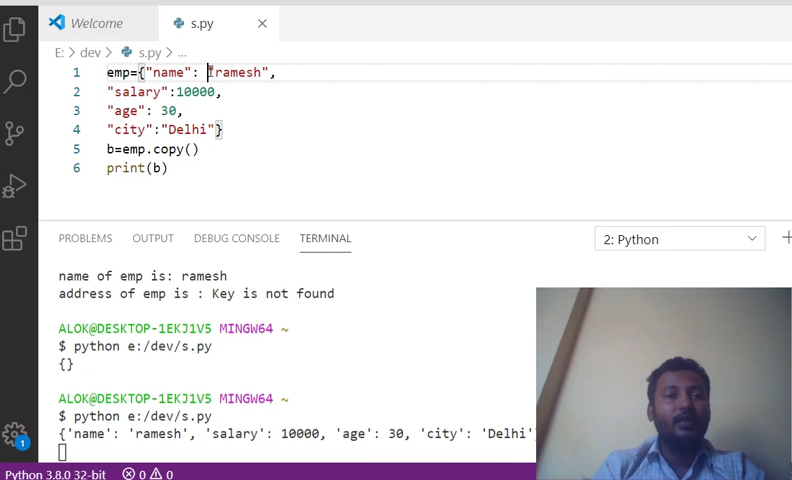 Welcome
s.py
E: > dev > s.py > ...
1 emp={"name": "ramesh",
2 "salary":10000,
3 "age": 30,
4 "city":"Delhi"}
5 b=emp.copy()
6 print(b)
PROBLEMS OUTPUT DEBUG CONSOLE TERMINAL 2: Python
name of emp is: ramesh
address of emp is : Key is not found
ALOK@DESKTOP-1EKJ1V5 MINGW64 ~
$ python e:/dev/s.py
{}
ALOK@DESKTOP-1EKJ1V5 MINGW64 ~
$ python e:/dev/s.py
{'name': 'ramesh', 'salary': 10000, 'age': 30, 'city': 'Delhi'
1
Python 3.8.0 32-bit 0 0